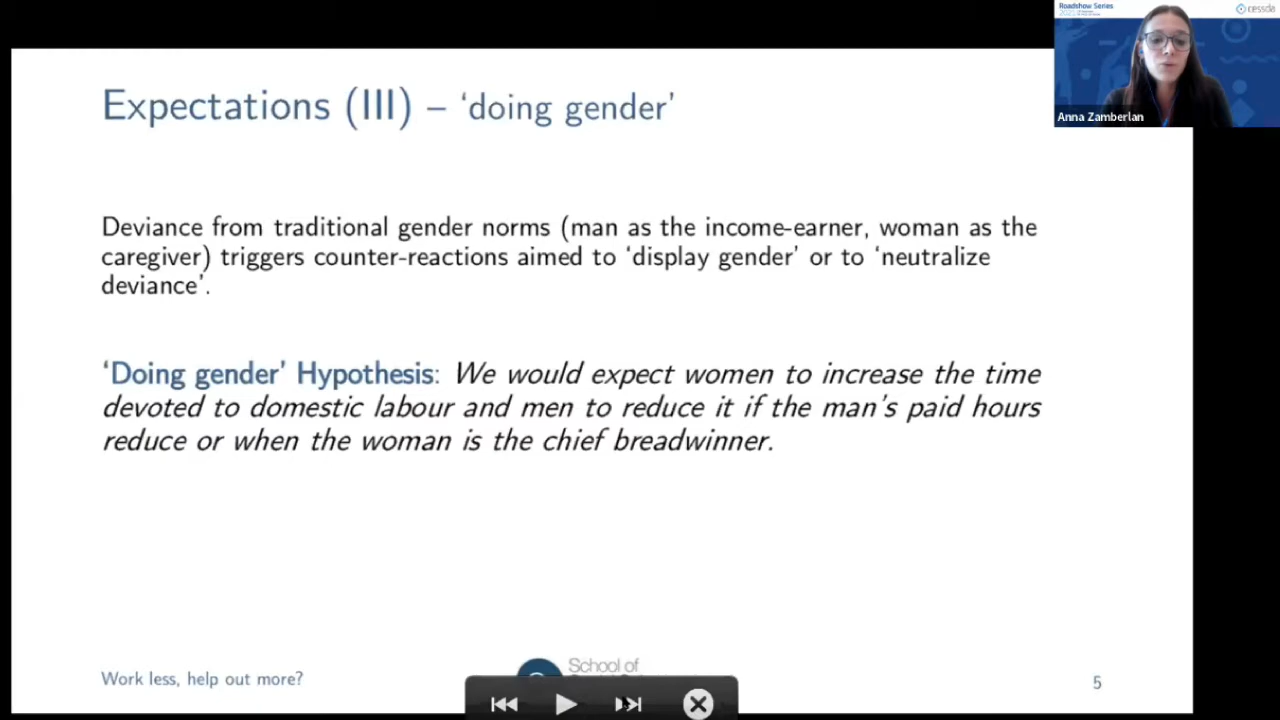 Roadshow Series
cessda
Anna Zamberlan
Expectations (III) – ‘doing gender’
Deviance from traditional gender norms (man as the income-earner, woman as the
caregiver) triggers counter-reactions aimed to ‘display gender’ or to ‘neutralize
deviance’.
‘Doing gender’ Hypothesis: We would expect women to increase the time
devoted to domestic labour and men to reduce it if the man’s paid hours
reduce or when the woman is the chief breadwinner.
Work less, help out more?
School of
5